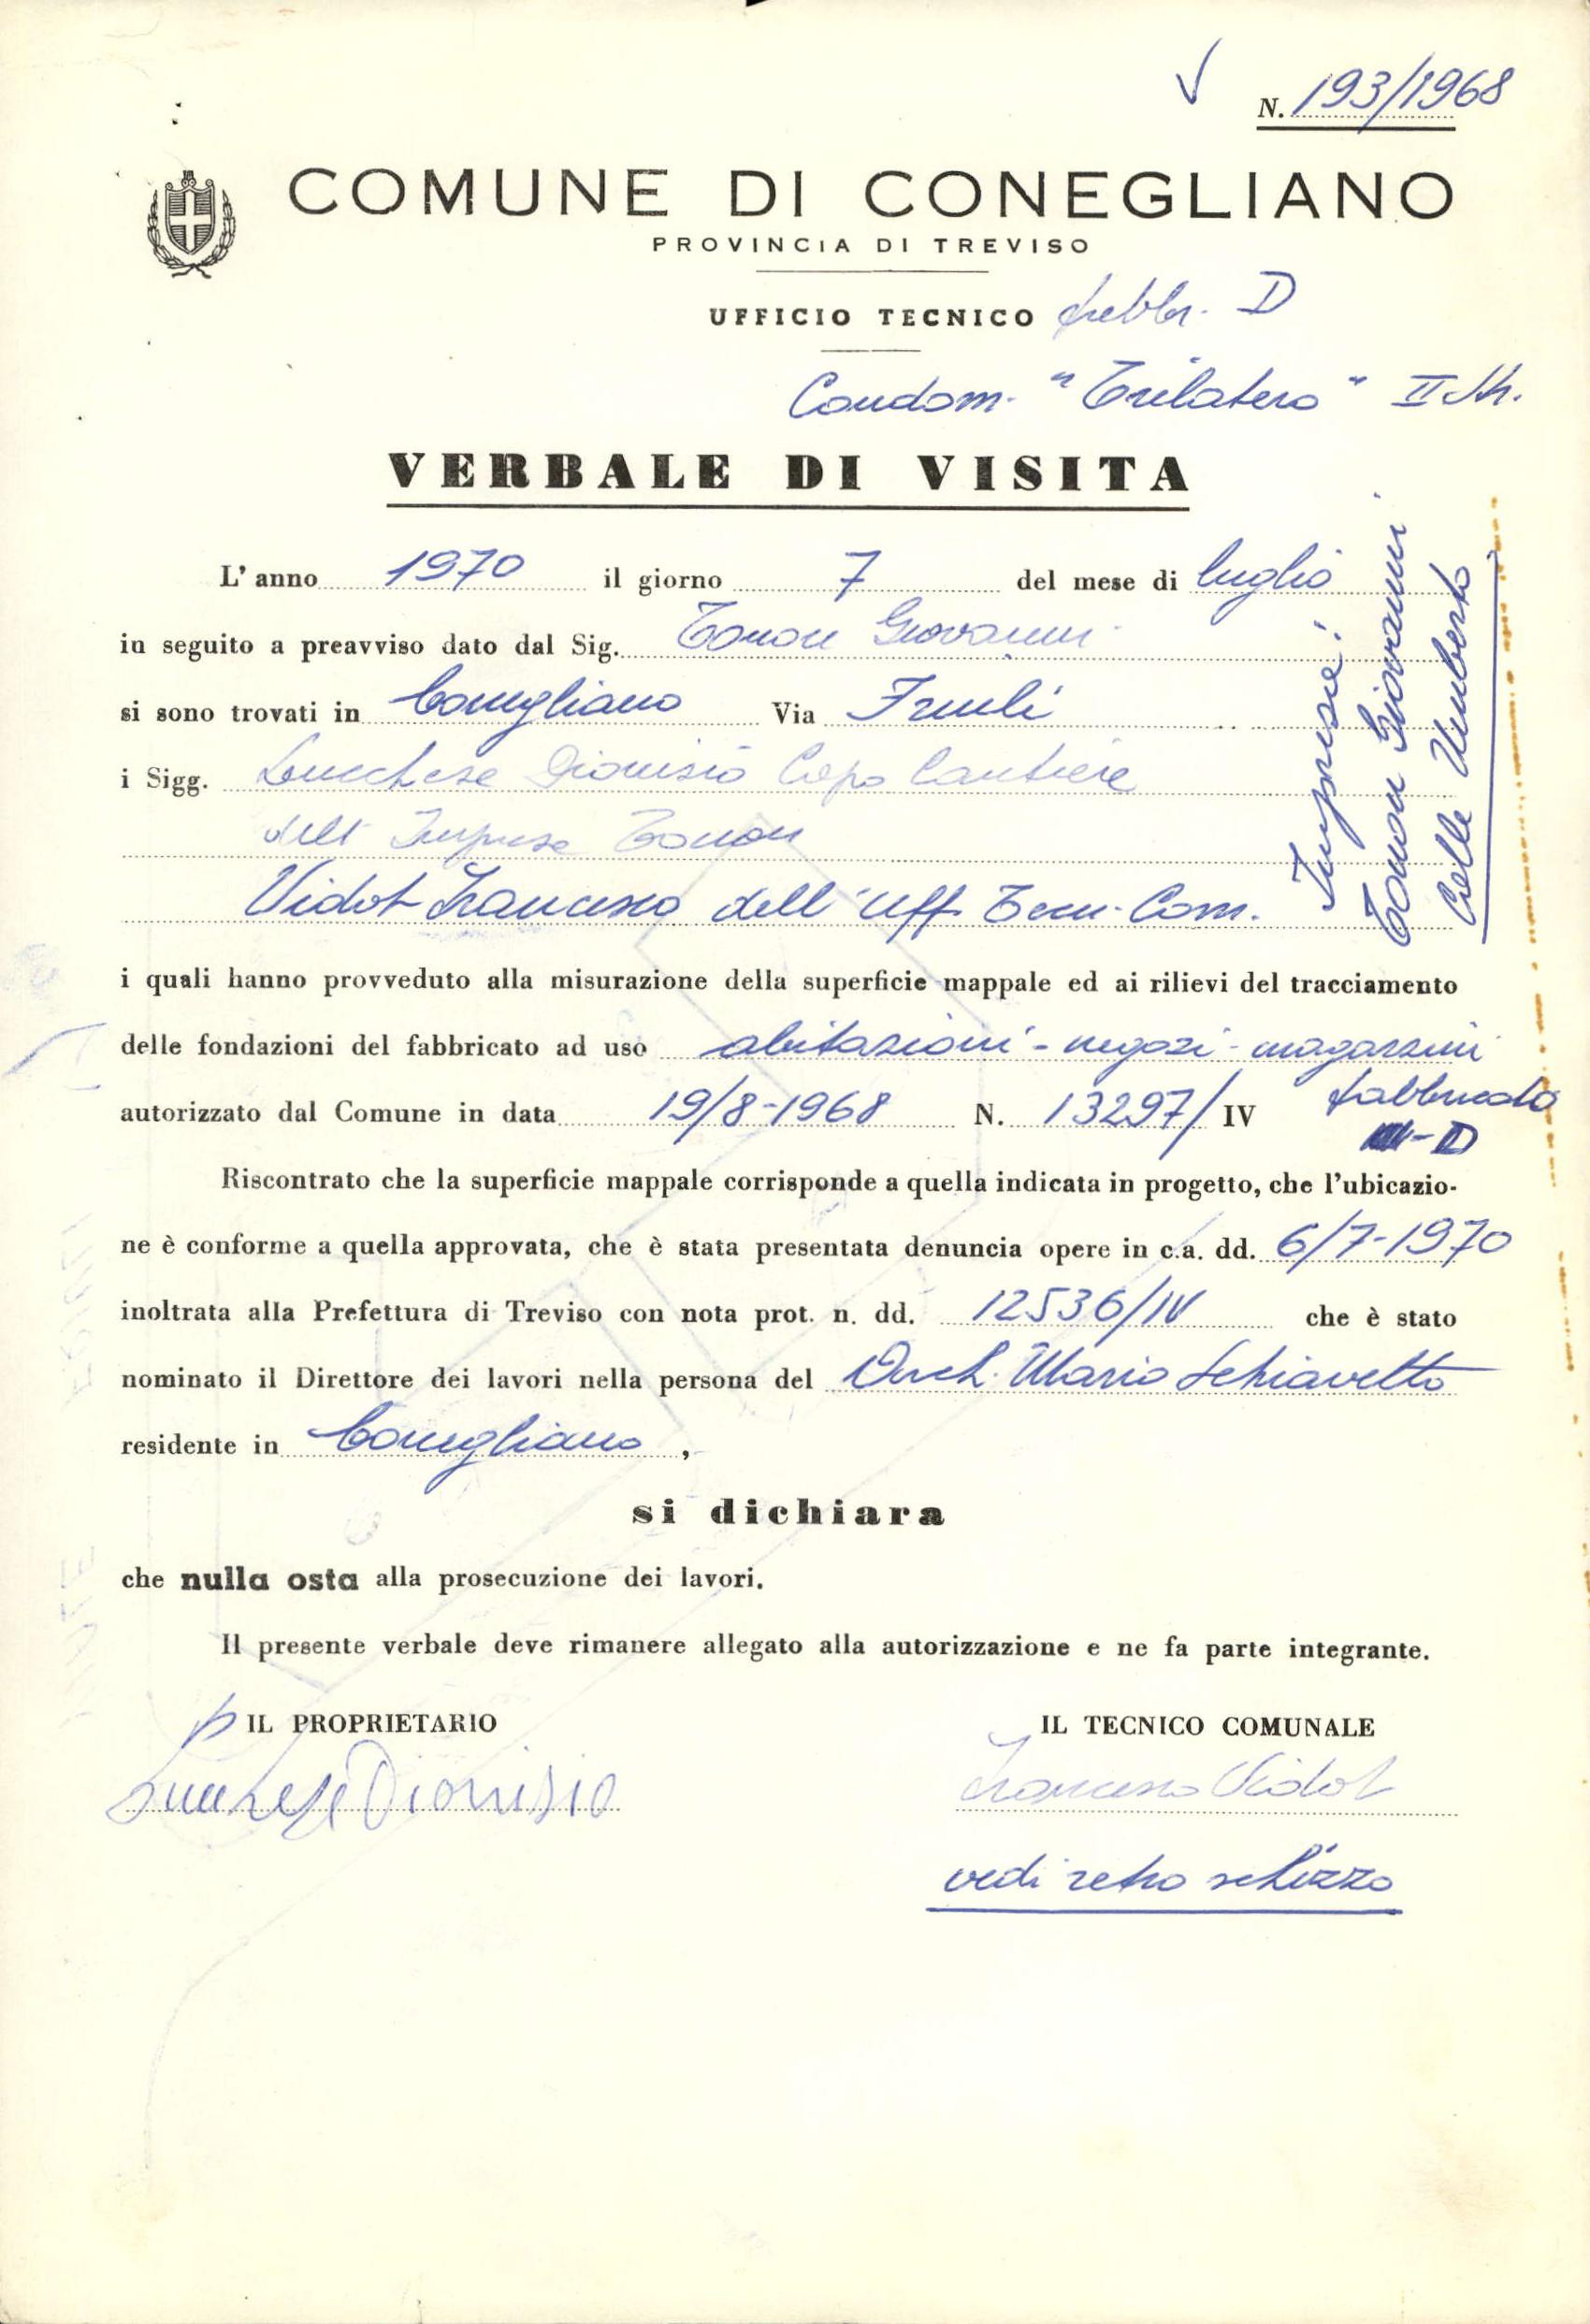 N. 193/1968
COMUNE DI CONEGLIANO
PROVINCIA DI TREVISO
UFFICIO TECNICO fabbr. D
Condom. "Trilatero" II
VERBALE DI VISITA
L'anno 1970 il giorno 7 del mese di luglio
in seguito a preavviso dato dal Sig. Tonon Giovanni
si sono trovati in Conegliano Via Friuli
i Sigg. Lucchese Dionisio Capo Cantiere
dell Impresa Tonon
Vidot Francesco dell'Uff. Tecn. Com.
Imprese:
Tonon Giovanni
Celle Umberto
i quali hanno provveduto alla misurazione della superficie mappale ed ai rilievi del tracciamento
delle fondazioni del fabbricato ad uso abitazioni - negozi - magazzini
autorizzato dal Comune in data 19/8-1968 N. 13297/ IV fabbricato
- D
Riscontrato che la superficie mappale corrisponde a quella indicata in progetto, che l'ubicazio-
ne è conforme a quella approvata, che è stata presentata denuncia opere in c.a. dd. 6/7-1970
inoltrata alla Prefettura di Treviso con nota prot. n. dd. 12536/IV che è stato
nominato il Direttore dei lavori nella persona del Arch. Mario Schiavetto
residente in Conegliano ,
si dichiara
che nulla osta alla prosecuzione dei lavori.
Il presente verbale deve rimanere allegato alla autorizzazione e ne fa parte integrante.
p IL PROPRIETARIO IL TECNICO COMUNALE
Lucchese Dionisio Francesco Vidot
vedi retro schizzo